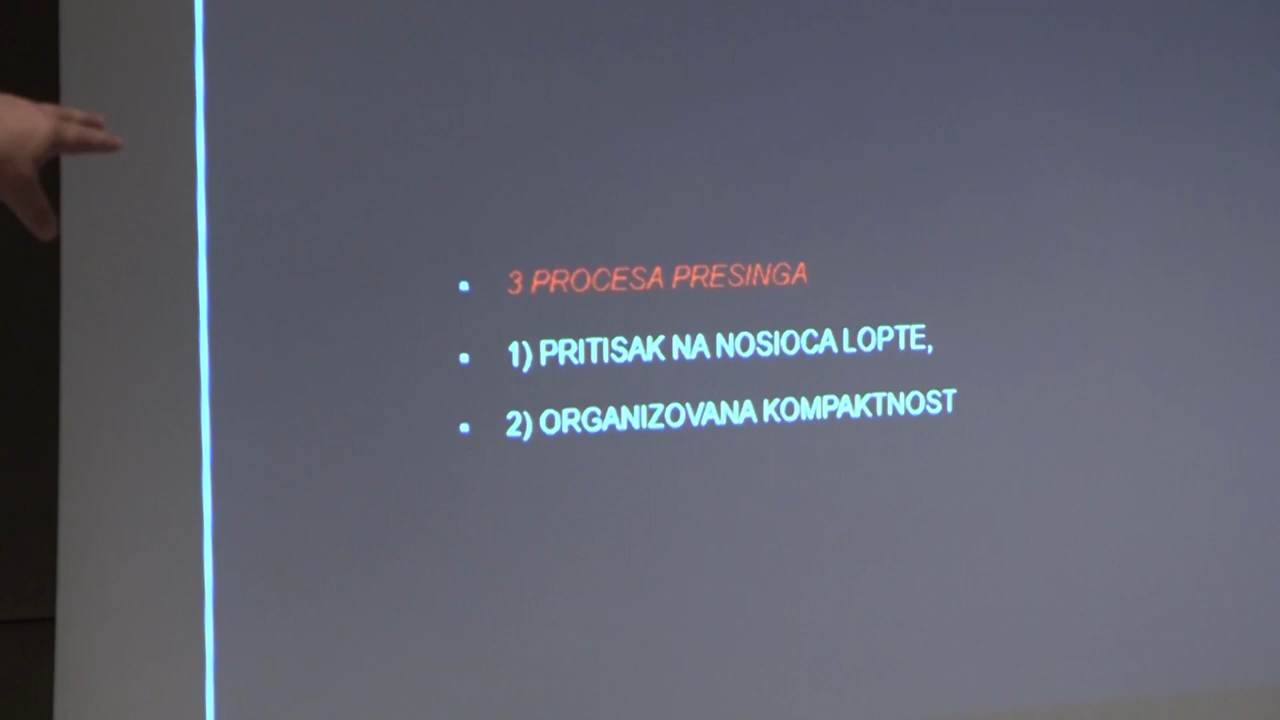 3 PROCESA PRESINGA
1) PRITISAK NA NOSIOCA LOPTE,
2) ORGANIZOVANA KOMPAKTNOST